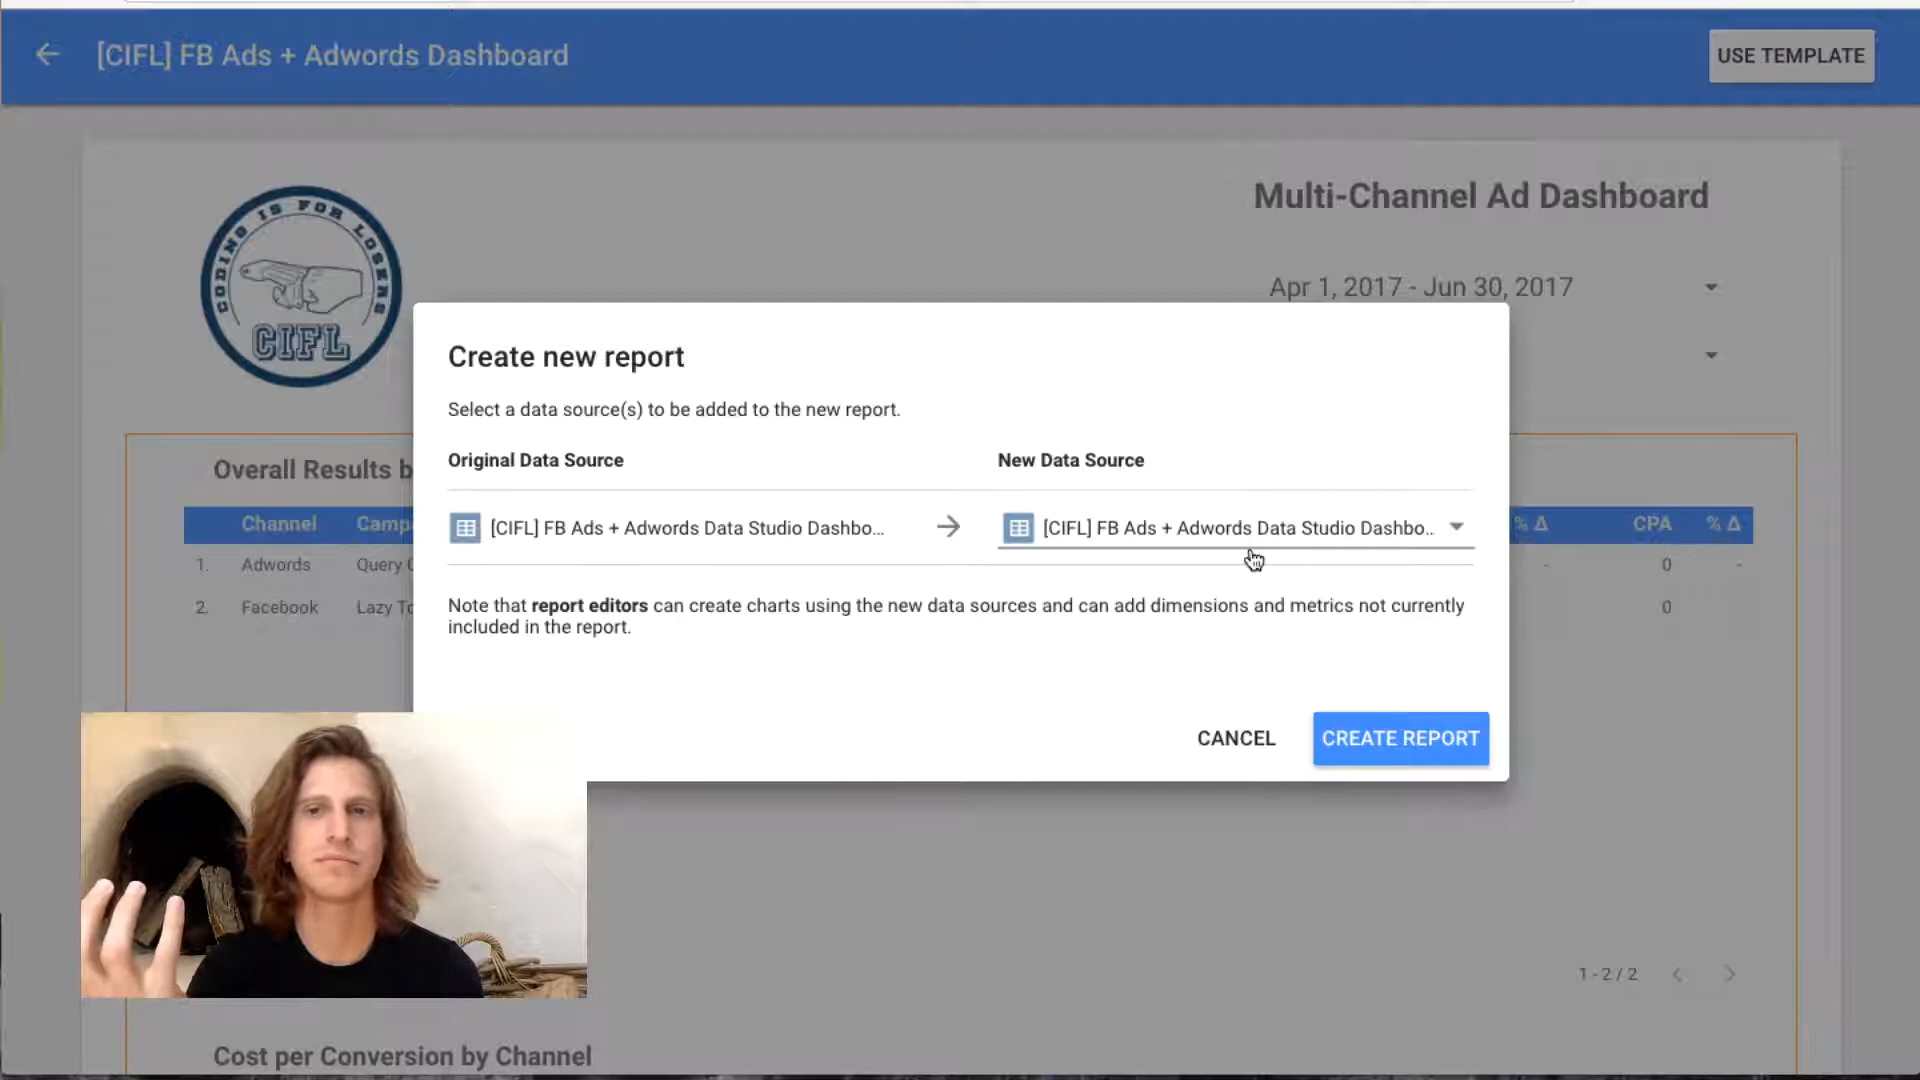 [CIFL] FB Ads + Adwords Dashboard
USE TEMPLATE
CODING IS FOR LOSERS
CIFL
Multi-Channel Ad Dashboard
Apr 1, 2017 - Jun 30, 2017
Create new report
Select a data source(s) to be added to the new report.
Original Data Source
New Data Source
[CIFL] FB Ads + Adwords Data Studio Dashbo...
[CIFL] FB Ads + Adwords Data Studio Dashbo...
Note that report editors can create charts using the new data sources and can add dimensions and metrics not currently
included in the report.
CANCEL
CREATE REPORT
Overall Results b
Channel Camp % Δ CPA % Δ
1. Adwords Query - 0 -
2. Facebook Lazy To 0
1 - 2 / 2
Cost per Conversion by Channel